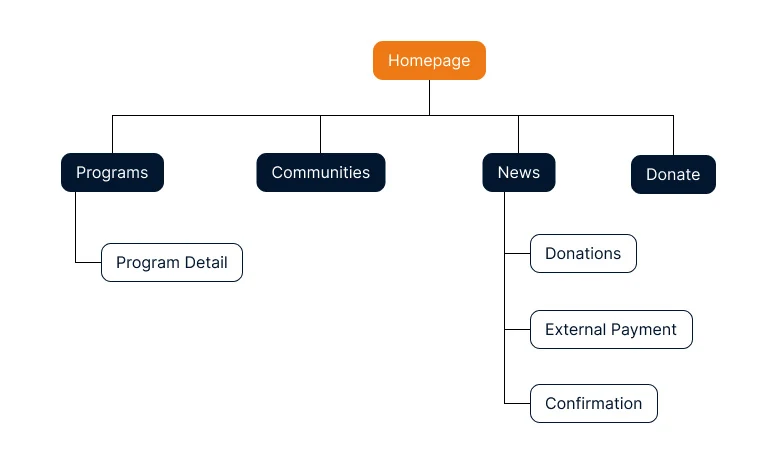 Homepage
Programs
Communities
News
Donate
Program Detail
Donations
External Payment
Confirmation